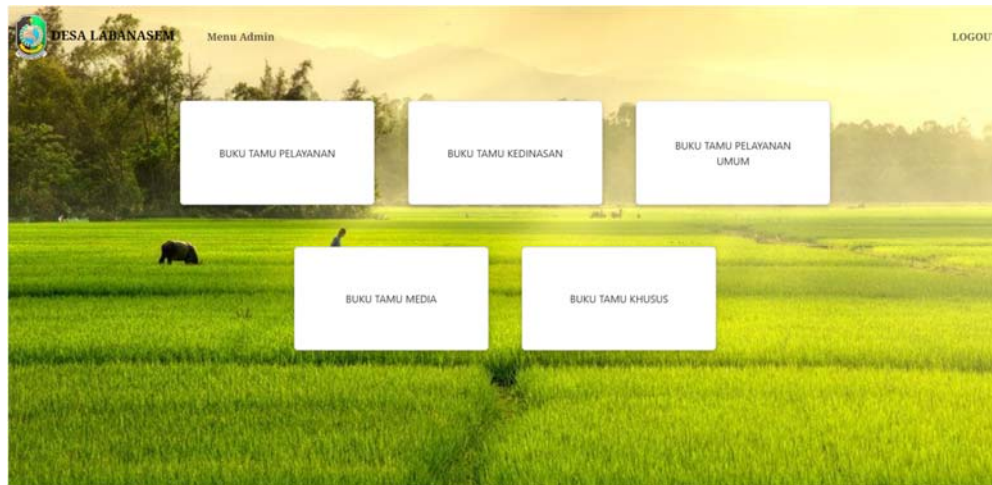 DESA LABANASEM
Menu Admin
LOGOUT
BUKU TAMU PELAYANAN
BUKU TAMU KEDINASAN
BUKU TAMU PELAYANAN
UMUM
BUKU TAMU MEDIA
BUKU TAMU KHUSUS